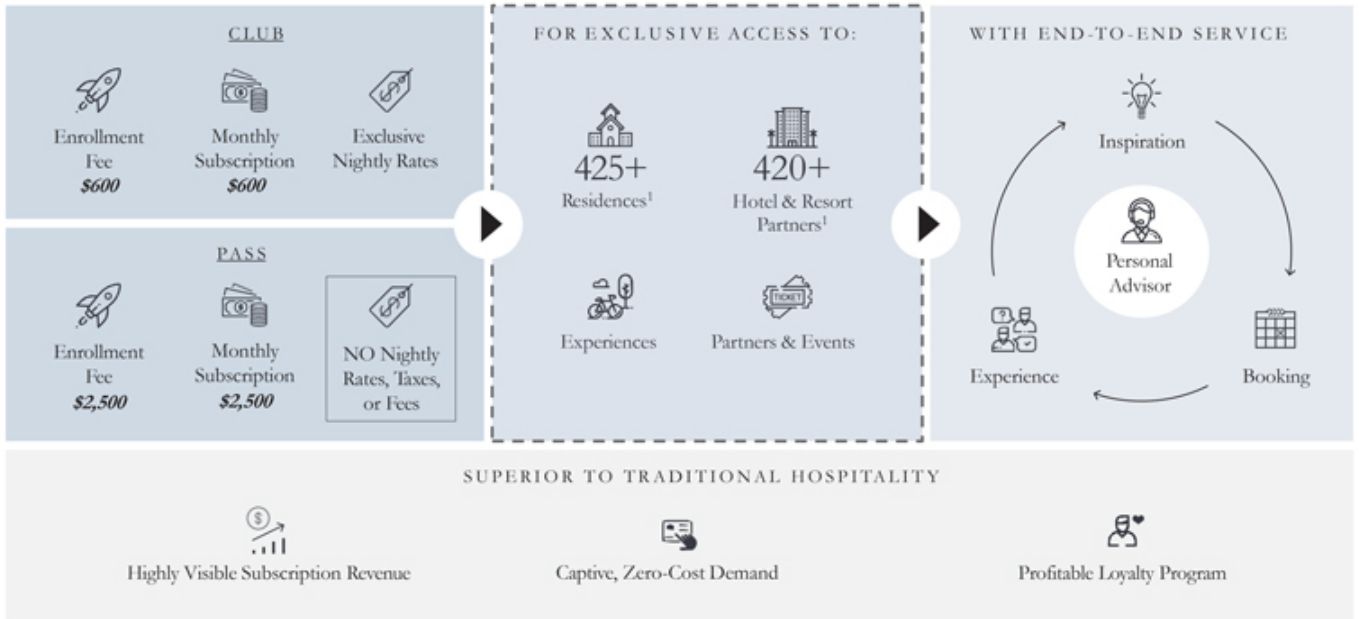 CLUB
Enrollment
Fee
$600
Monthly
Subscription
$600
Exclusive
Nightly Rates
PASS
Enrollment
Fee
$2,500
Monthly
Subscription
$2,500
NO Nightly
Rates, Taxes,
or Fees
FOR EXCLUSIVE ACCESS TO:
425+
Residences¹
420+
Hotel & Resort
Partners¹
Experiences
TICKET
Partners & Events
WITH END-TO-END SERVICE
Inspiration
Personal
Advisor
Experience
Booking
SUPERIOR TO TRADITIONAL HOSPITALITY
Highly Visible Subscription Revenue
Captive, Zero-Cost Demand
Profitable Loyalty Program